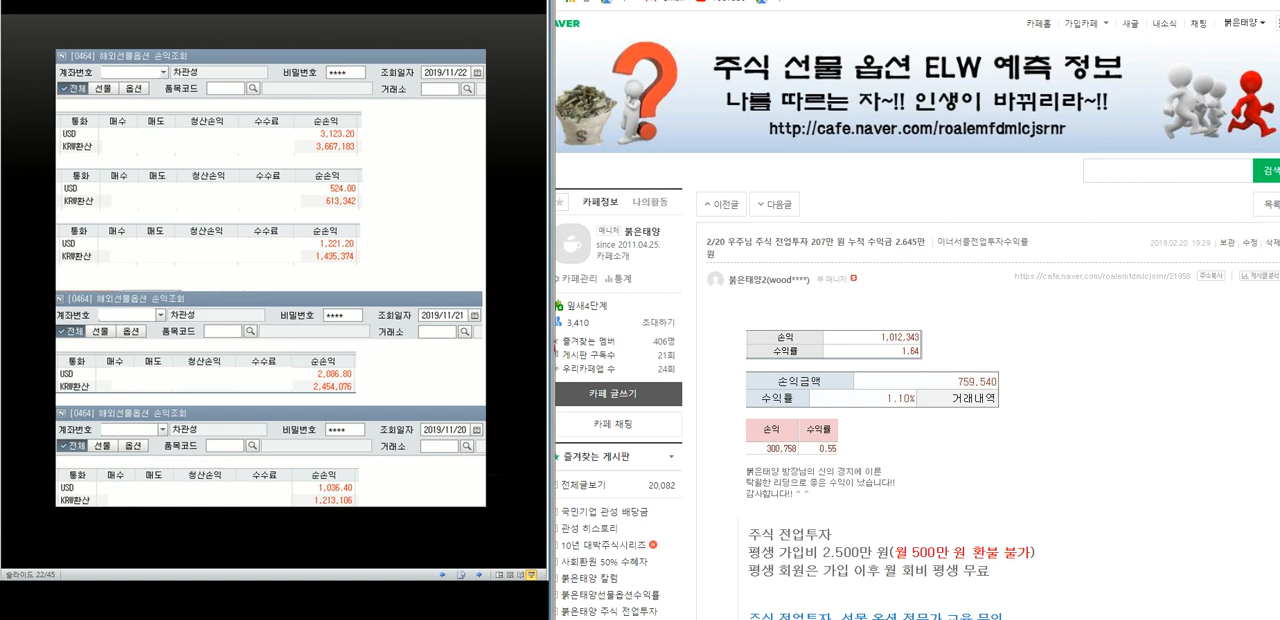 [0464] 해외선물옵션 손익조회
계좌번호 차관성 비밀번호 **** 조회일자 2019/11/22
전체 선물 옵션 품목코드 거래소
통화 매수 매도 청산손익 수수료 순손익
USD 3,123.20
KRW환산 3,667,183
통화 매수 매도 청산손익 수수료 순손익
USD 524.00
KRW환산 613,342
통화 매수 매도 청산손익 수수료 순손익
USD 1,221.20
KRW환산 1,435,374
[0464] 해외선물옵션 손익조회
계좌번호 차관성 비밀번호 **** 조회일자 2019/11/21
전체 선물 옵션 품목코드 거래소
통화 매수 매도 청산손익 수수료 순손익
USD 2,086.80
KRW환산 2,454,076
[0464] 해외선물옵션 손익조회
계좌번호 차관성 비밀번호 **** 조회일자 2019/11/20
전체 선물 옵션 품목코드 거래소
통화 매수 매도 청산손익 수수료 순손익
USD 1,036.40
KRW환산 1,213,106
슬라이드 22/45
AVER
카페홈 가입카페 새글 내소식 채팅 붉은태양
주식 선물 옵션 ELW 예측 정보
나를 따르는 자~!! 인생이 바뀌리라~!!
http://cafe.naver.com/roalemfdmlcjsrnr
검색
카페정보 나의활동
매니저 붉은태양
since 2011.04.25.
카페소개
카페관리 통계
잎새4단계
3,410 초대하기
즐겨찾는 멤버 406명
게시판 구독수 21회
우리카페앱 수 24회
카페 글쓰기
카페 채팅
즐겨찾는 게시판
전체글보기 20,082
국민기업 관성 배당금
관성 히스토리
10년 대박주식시리즈
사회환원 50% 수혜자
붉은태양 칼럼
붉은태양선물옵션수익률
붉은태양 주식 전업투자
이전글 다음글 목록
2/20 우주님 주식 전업투자 207만 원 누적 수익금 2.645만 원 이너서클전업투자수익률
2019.02.20. 19:29 보관 수정 삭제
붉은태양2(wood****) 부매니저
https://cafe.naver.com/roalemfdmlcjsrnr/21958 주소복사 게시글분석
손익 1,012,343
수익률 1.64
손익금액 759,540
수익률 1.10% 거래내역
손익 수익률
300,758 0.55
붉은태양 방장님의 신의 경지에 이른
탁월한 리딩으로 좋은 수익이 났습니다!!
감사합니다!! ^ ^
주식 전업투자
평생 가입비 2.500만 원(월 500만 원 환불 불가)
평생 회원은 가입 이후 월 회비 평생 무료
주식 전업투자, 선물 옵션 전문가 교육 문의